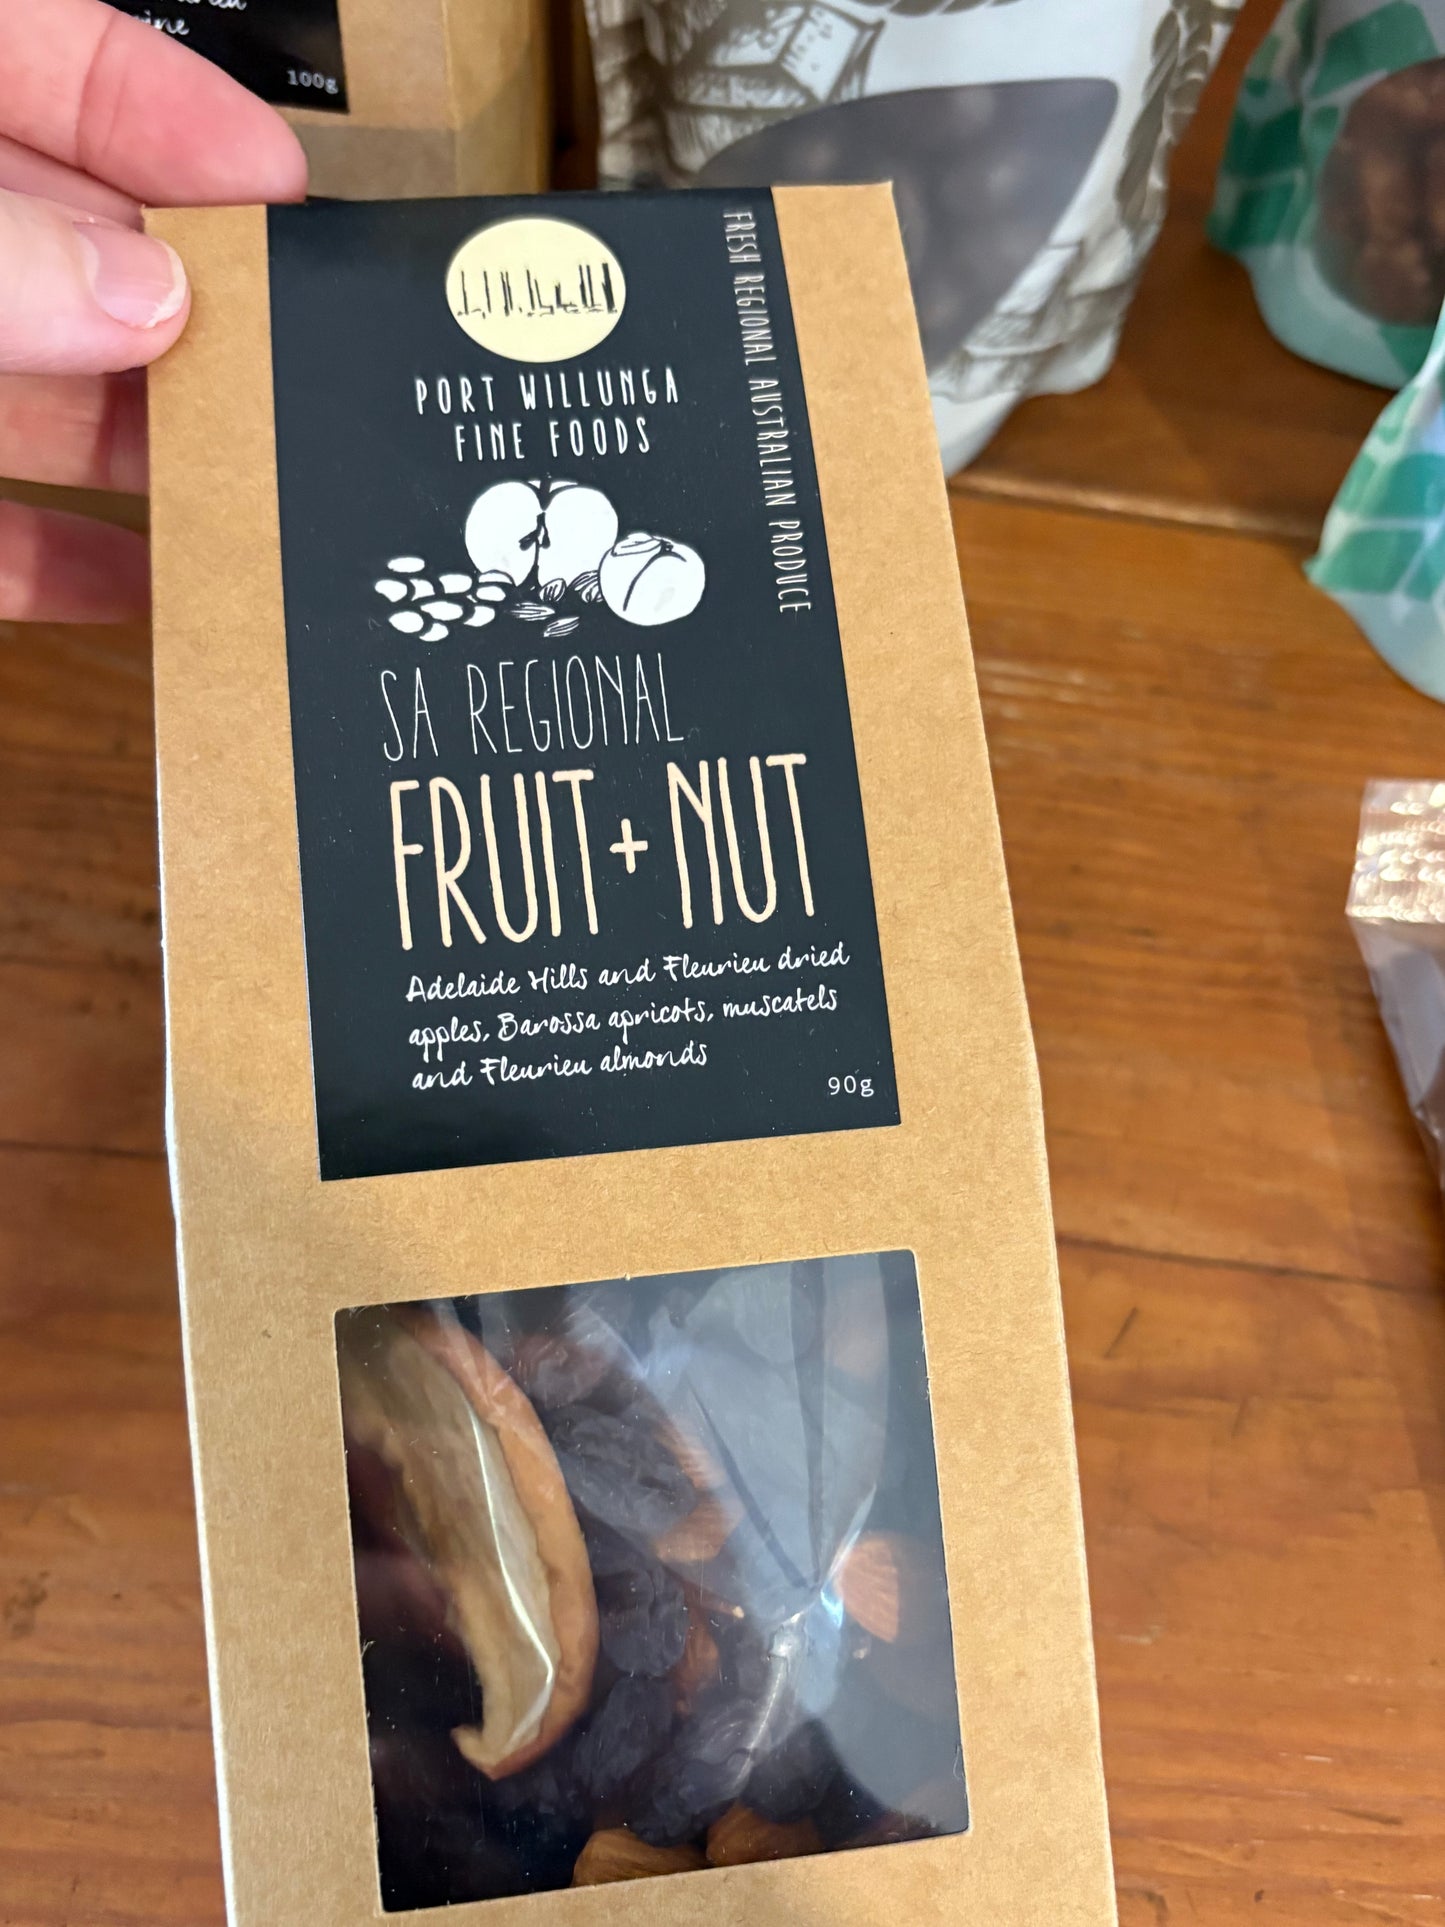 100g
PORT WILLUNGA
FINE FOODS
FRESH REGIONAL AUSTRALIAN PRODUCE
SA REGIONAL
FRUIT + NUT
Adelaide Hills and Fleurieu dried
apples, Barossa apricots, muscatels
and Fleurieu almonds
90g